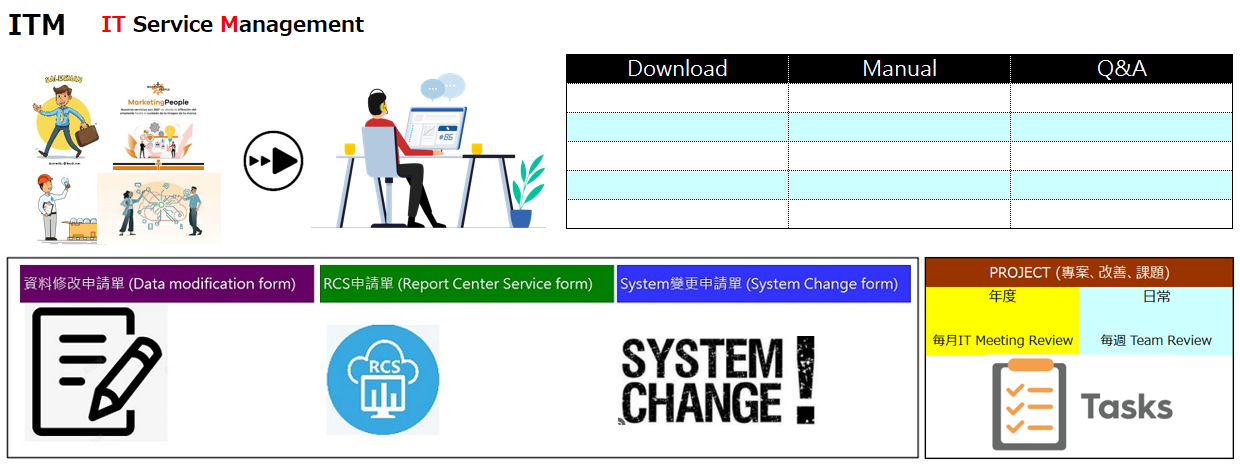 ITM IT Service Management
SALESMAN
MarketingPeople
Download Manual Q&A
#86
資料修改申請單 (Data modification form)
RCS申請單 (Report Center Service form)
System變更申請單 (System Change form)
RCS
SYSTEM
CHANGE!
PROJECT (專案、改善、課題)
年度 日常
每月IT Meeting Review 每週 Team Review
Tasks